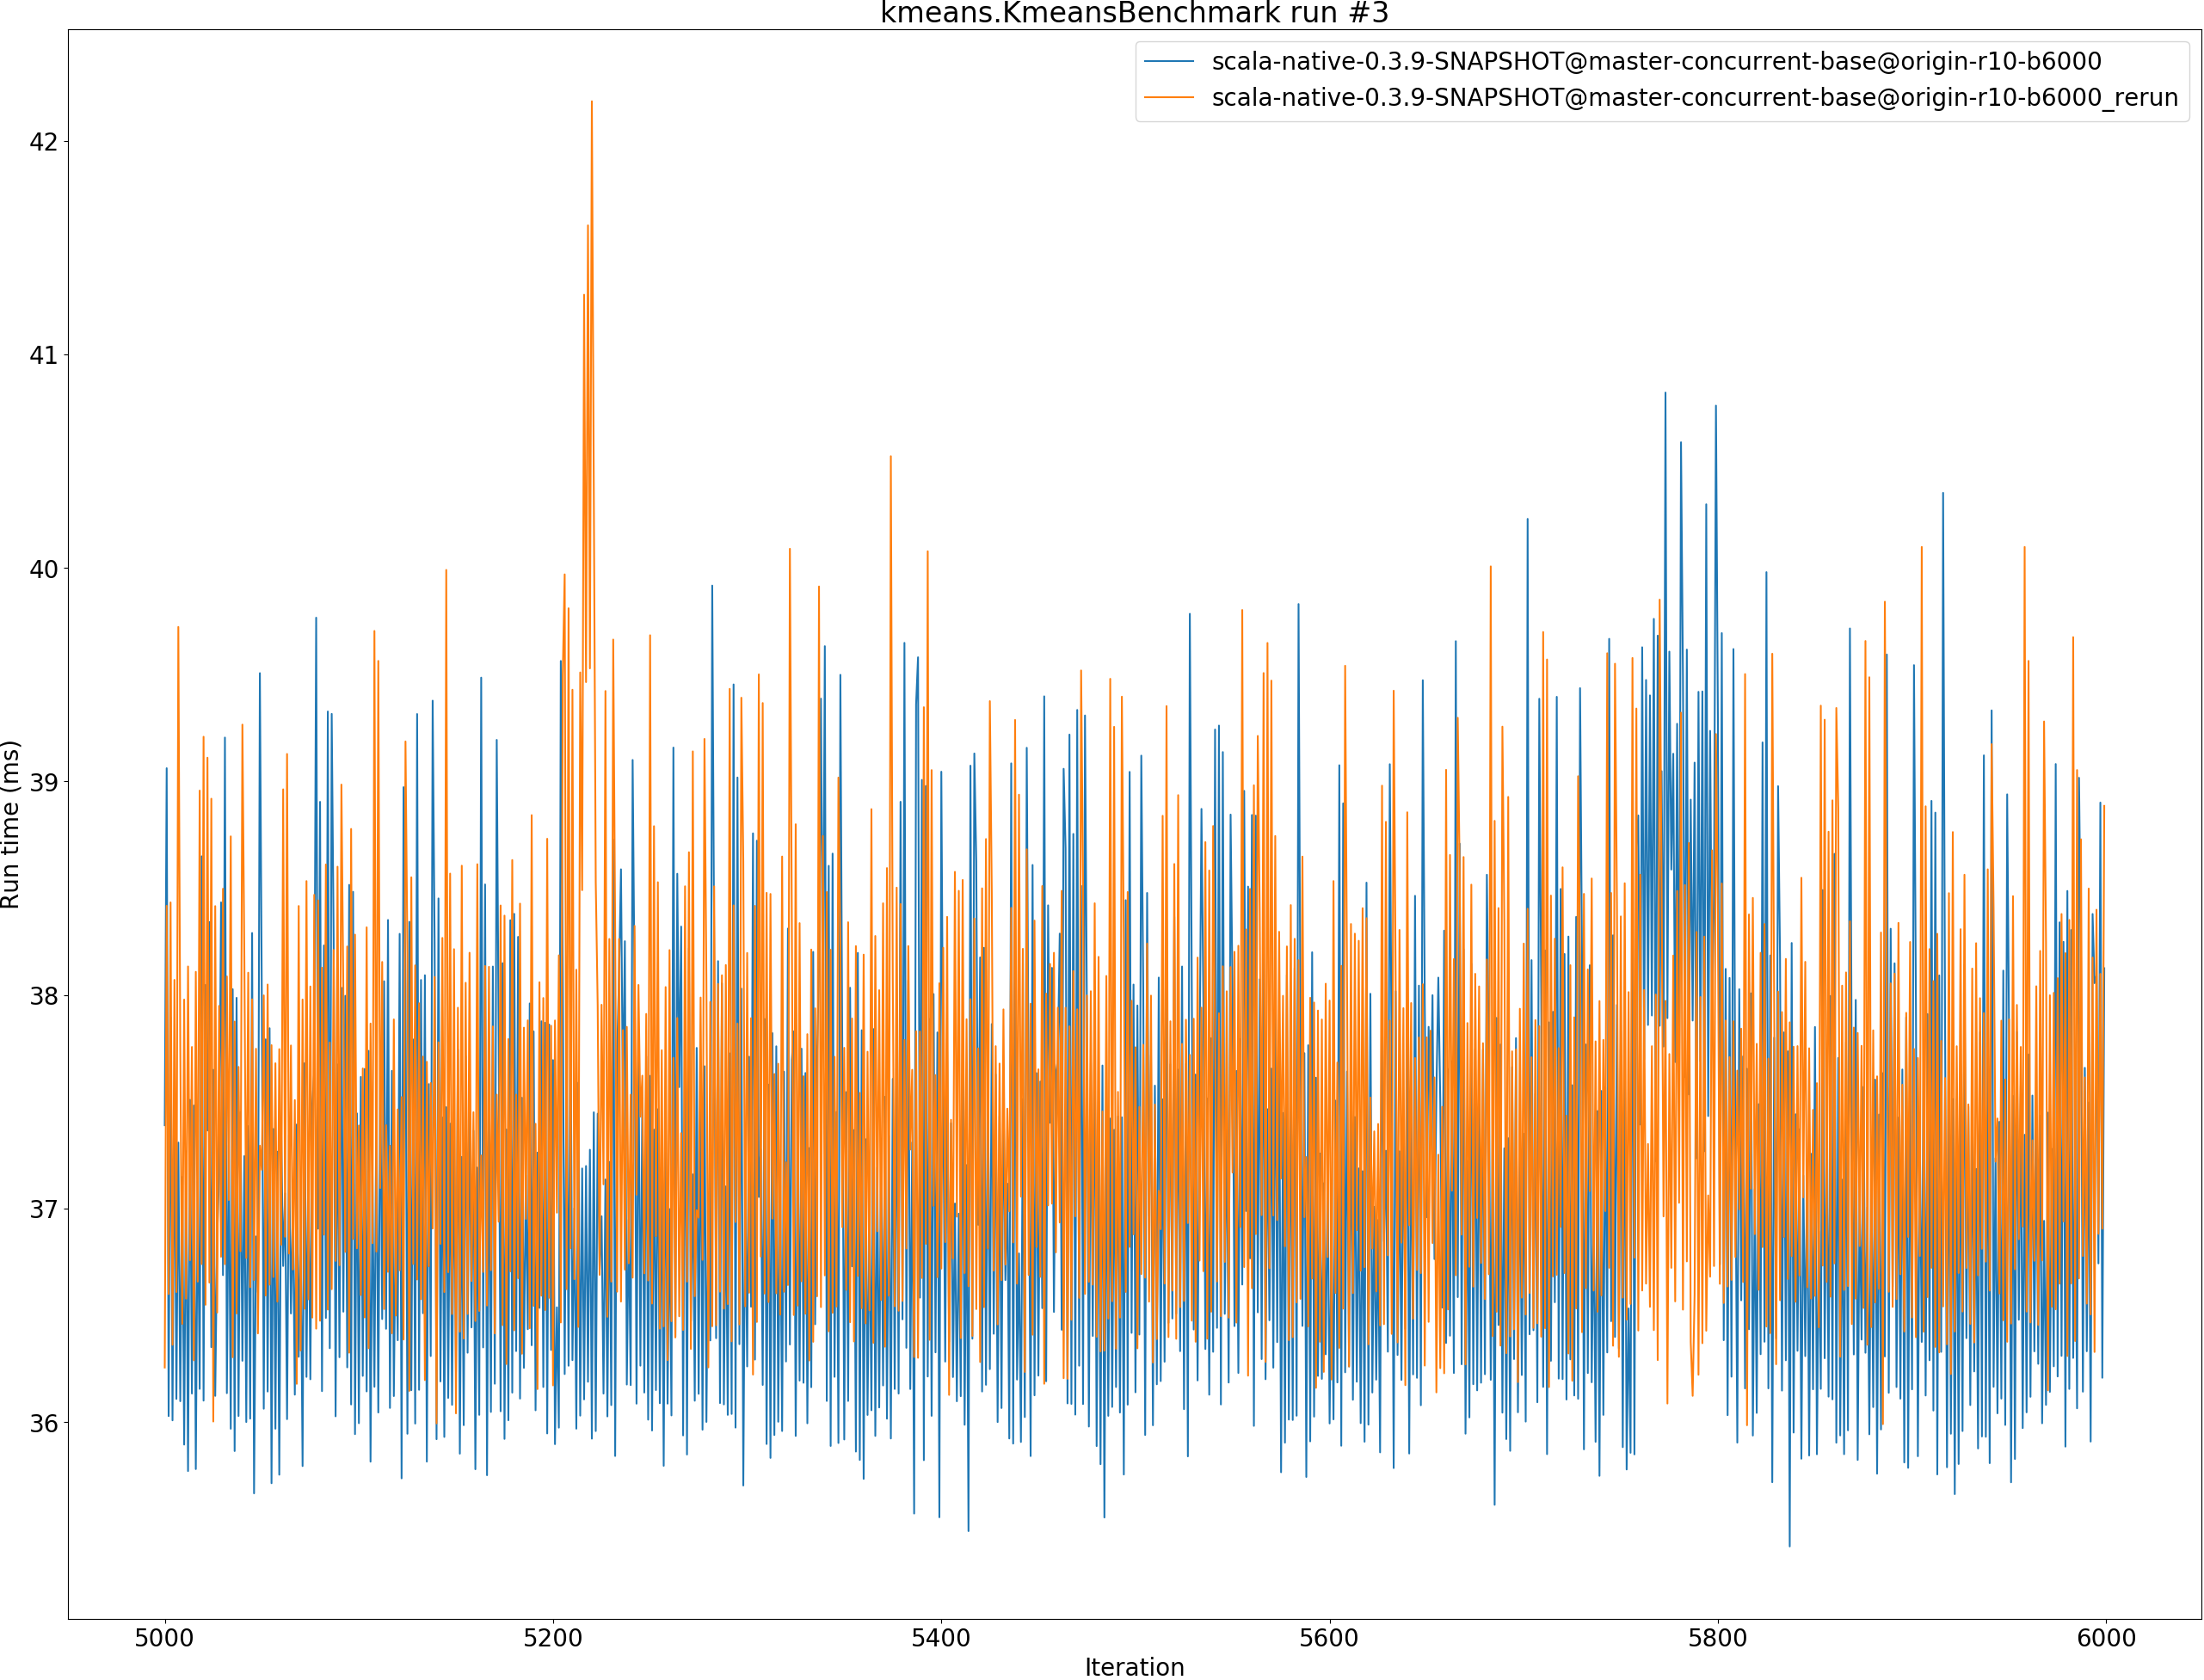 kmeans.KmeansBenchmark run #3
scala-native-0.3.9-SNAPSHOT@master-concurrent-base@origin-r10-b6000
scala-native-0.3.9-SNAPSHOT@master-concurrent-base@origin-r10-b6000_rerun
Run time (ms)
42
41
40
39
38
37
36
5000
5200
5400
5600
5800
6000
Iteration